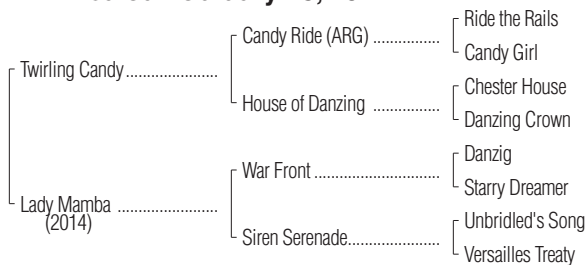 Ride the Rails
Candy Ride (ARG)
Candy Girl
Twirling Candy
Chester House
House of Danzing
Danzing Crown
Danzig
War Front
Starry Dreamer
Lady Mamba
(2014)
Unbridled's Song
Siren Serenade
Versailles Treaty